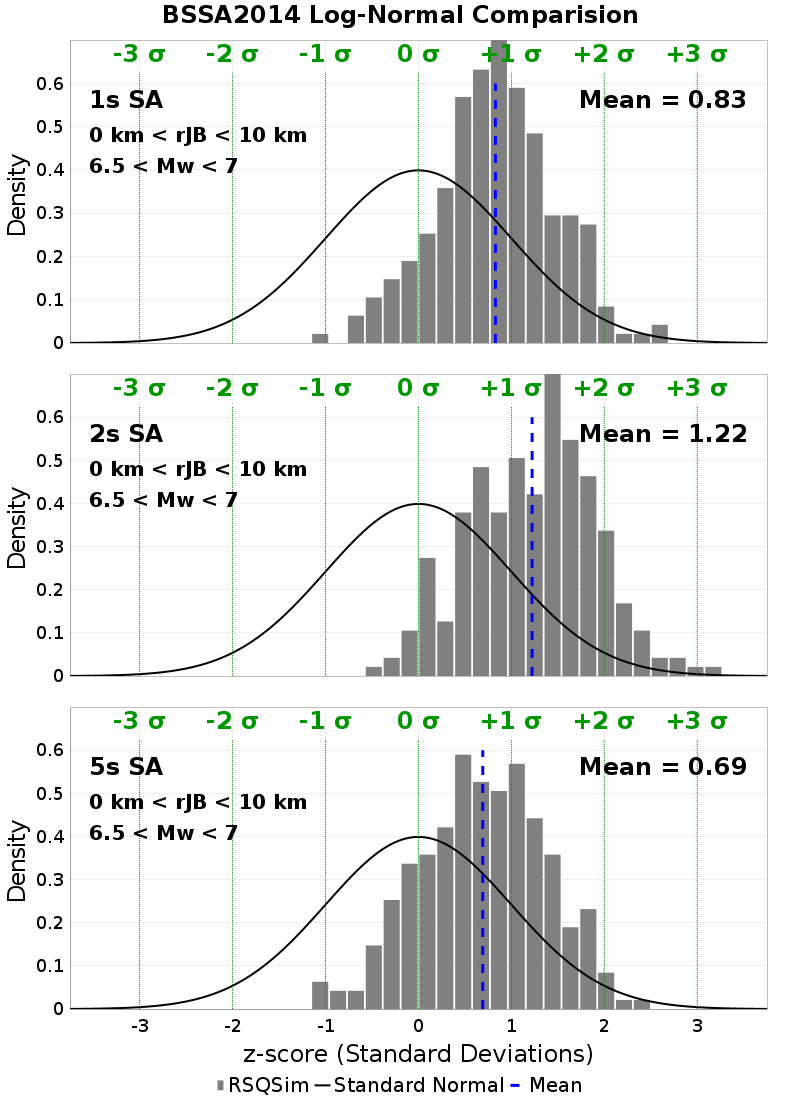 BSSA2014 Log-Normal Comparision
-3 σ -2 σ -1 σ 0 σ +1 σ +2 σ +3 σ
0.6
1s SA Mean = 0.83
0.5
0 km < rJB < 10 km
6.5 < Mw < 7
0.4
0.3
0.2
0.1
0
Density
-3 σ -2 σ -1 σ 0 σ +1 σ +2 σ +3 σ
0.6
2s SA Mean = 1.22
0.5
0 km < rJB < 10 km
6.5 < Mw < 7
0.4
0.3
0.2
0.1
0
Density
-3 σ -2 σ -1 σ 0 σ +1 σ +2 σ +3 σ
0.6
5s SA Mean = 0.69
0.5
0 km < rJB < 10 km
6.5 < Mw < 7
0.4
0.3
0.2
0.1
0
Density
-3 -2 -1 0 1 2 3
z-score (Standard Deviations)
RSQSim Standard Normal Mean